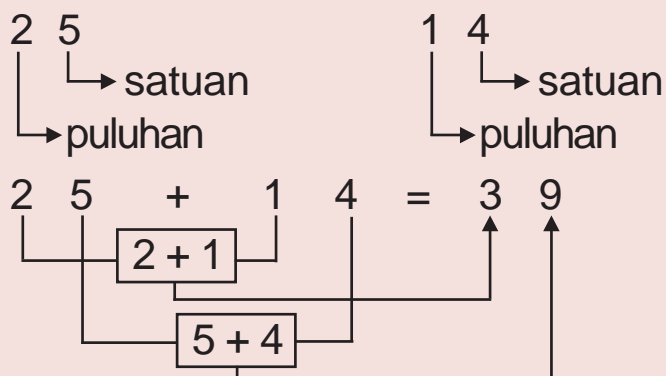 2 5 1 4
satuan satuan
puluhan puluhan
2 5 + 1 4 = 3 9
2 + 1
5 + 4